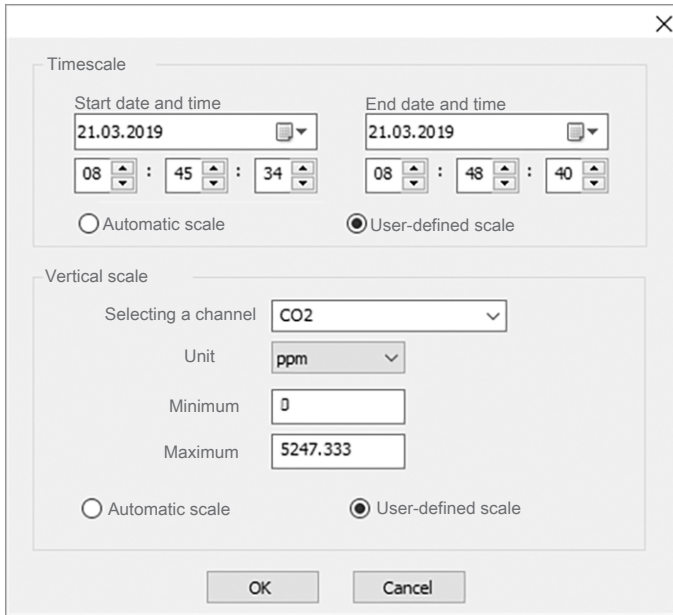 Timescale
Start date and time End date and time
21.03.2019 21.03.2019
08 : 45 : 34 08 : 48 : 40
Automatic scale User-defined scale
Vertical scale
Selecting a channel CO2
Unit ppm
Minimum 0
Maximum 5247.333
Automatic scale User-defined scale
OK Cancel